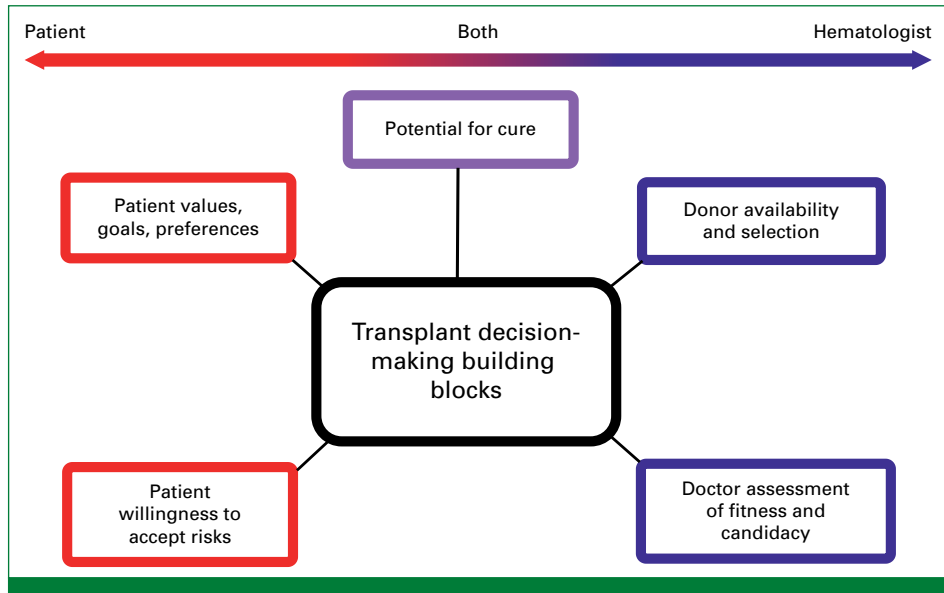 Patient
Both
Hematologist
Potential for cure
Patient values,
goals, preferences
Donor availability
and selection
Transplant decision-
making building
blocks
Patient
willingness to
accept risks
Doctor assessment
of fitness and
candidacy